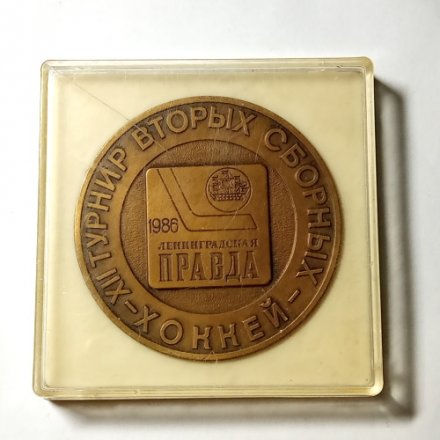 XII ТУРНИР ВТОРЫХ СБОРНЫХ
-ХОККЕЙ-
1986
ЛЕНИНГРАДСКАЯ
ПРАВДА